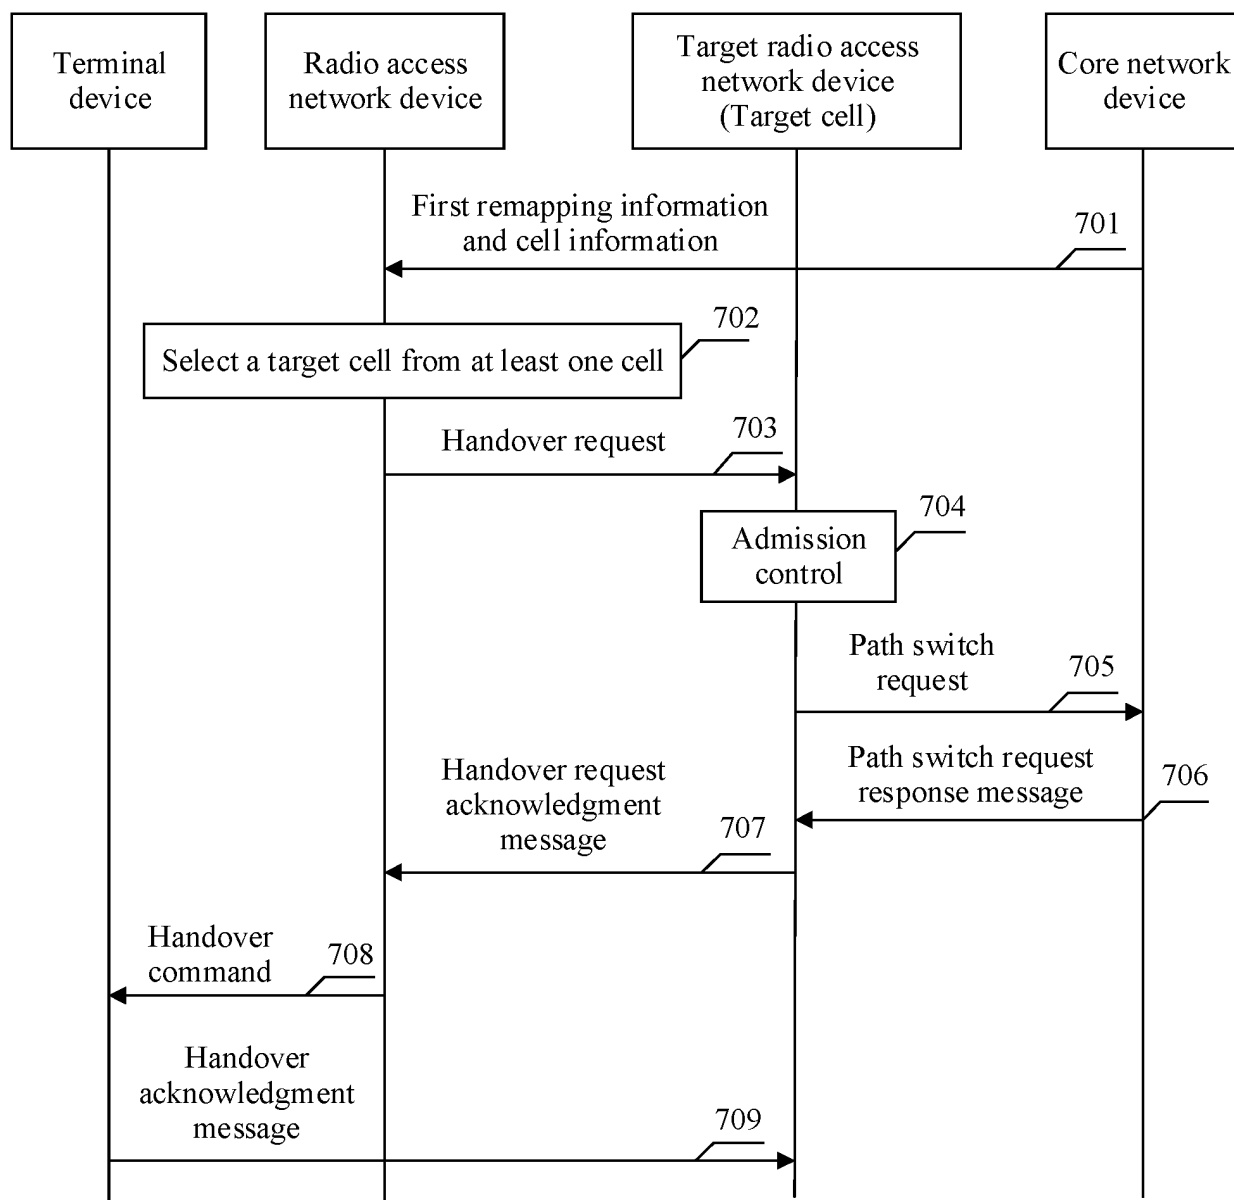 Terminal
device
Radio access
network device
Target radio access
network device
(Target cell)
Core network
device
First remapping information
and cell information
701
702
Select a target cell from at least one cell
Handover request
703
704
Admission
control
Path switch
request
705
Path switch request
response message
706
Handover request
acknowledgment
message
707
Handover
command
708
Handover
acknowledgment
message
709